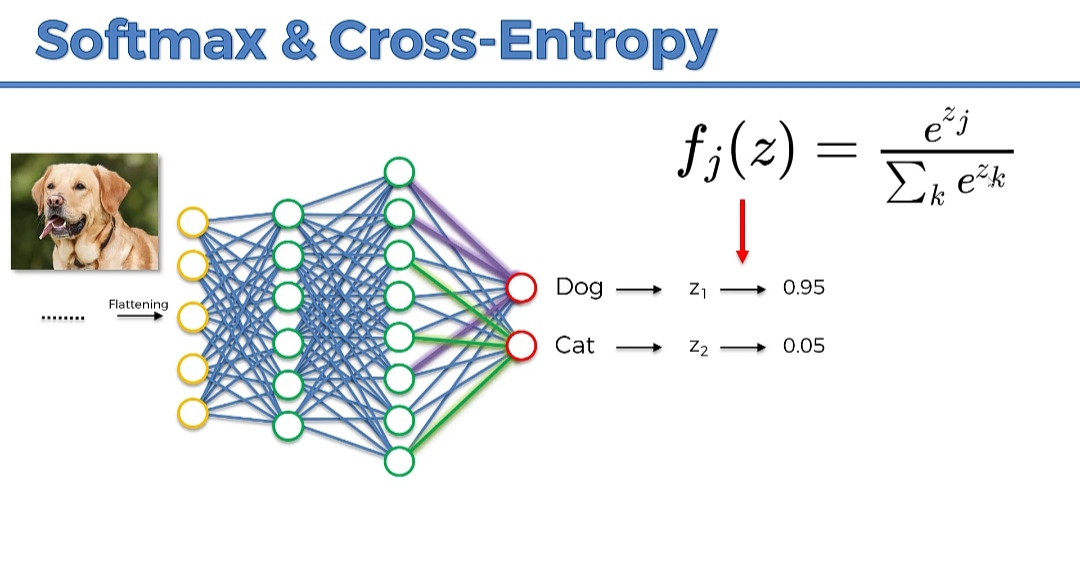 Softmax & Cross-Entropy
f_j(z) = e^{z_j} / ∑_k e^{z_k}
Flattening
........
Dog → z₁ → 0.95
Cat → z₂ → 0.05